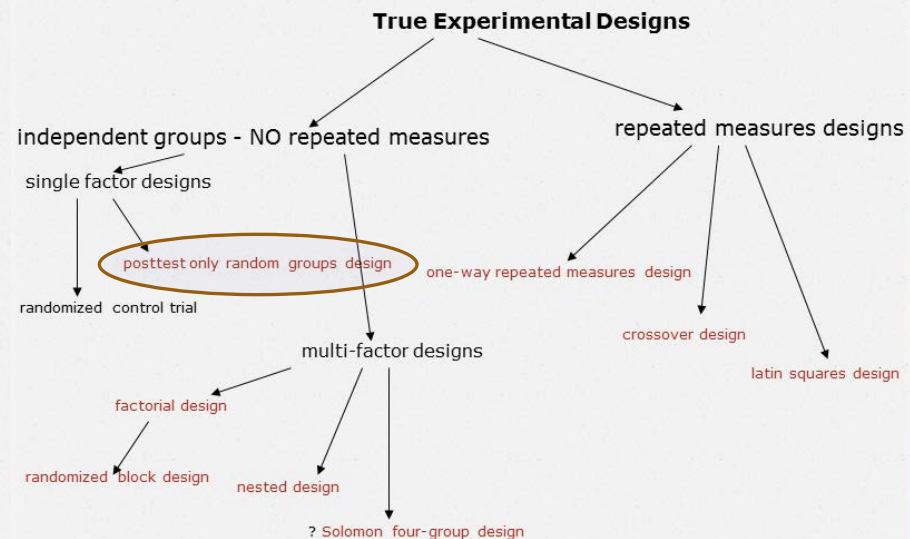 True Experimental Designs
independent groups - NO repeated measures
repeated measures designs
single factor designs
posttest only random groups design
one-way repeated measures design
randomized control trial
crossover design
multi-factor designs
latin squares design
factorial design
randomized block design
nested design
? Solomon four-group design